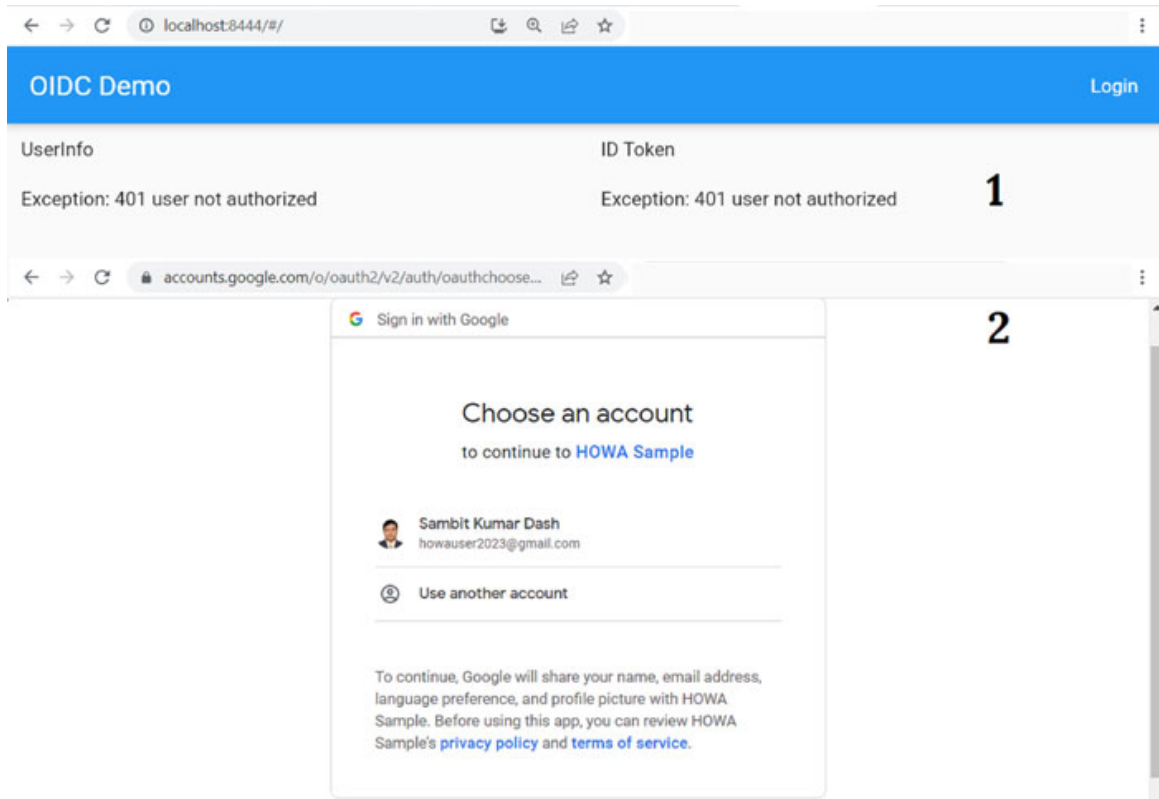 localhost:8444/#/
OIDC Demo
Login
UserInfo
ID Token
Exception: 401 user not authorized
Exception: 401 user not authorized
1
accounts.google.com/o/oauth2/v2/auth/oauthchoose...
2
Sign in with Google
Choose an account
to continue to HOWA Sample
Sambit Kumar Dash
howauser2023@gmail.com
Use another account
To continue, Google will share your name, email address,
language preference, and profile picture with HOWA
Sample. Before using this app, you can review HOWA
Sample's privacy policy and terms of service.